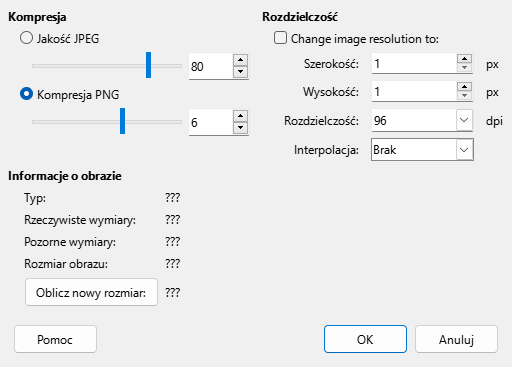 Kompresja
Jakość JPEG
80
Kompresja PNG
6
Rozdzielczość
Change image resolution to:
Szerokość: 1 px
Wysokość: 1 px
Rozdzielczość: 96 dpi
Interpolacja: Brak
Informacje o obrazie
Typ: ???
Rzeczywiste wymiary: ???
Pozorne wymiary: ???
Rozmiar obrazu: ???
Oblicz nowy rozmiar: ???
Pomoc OK Anuluj